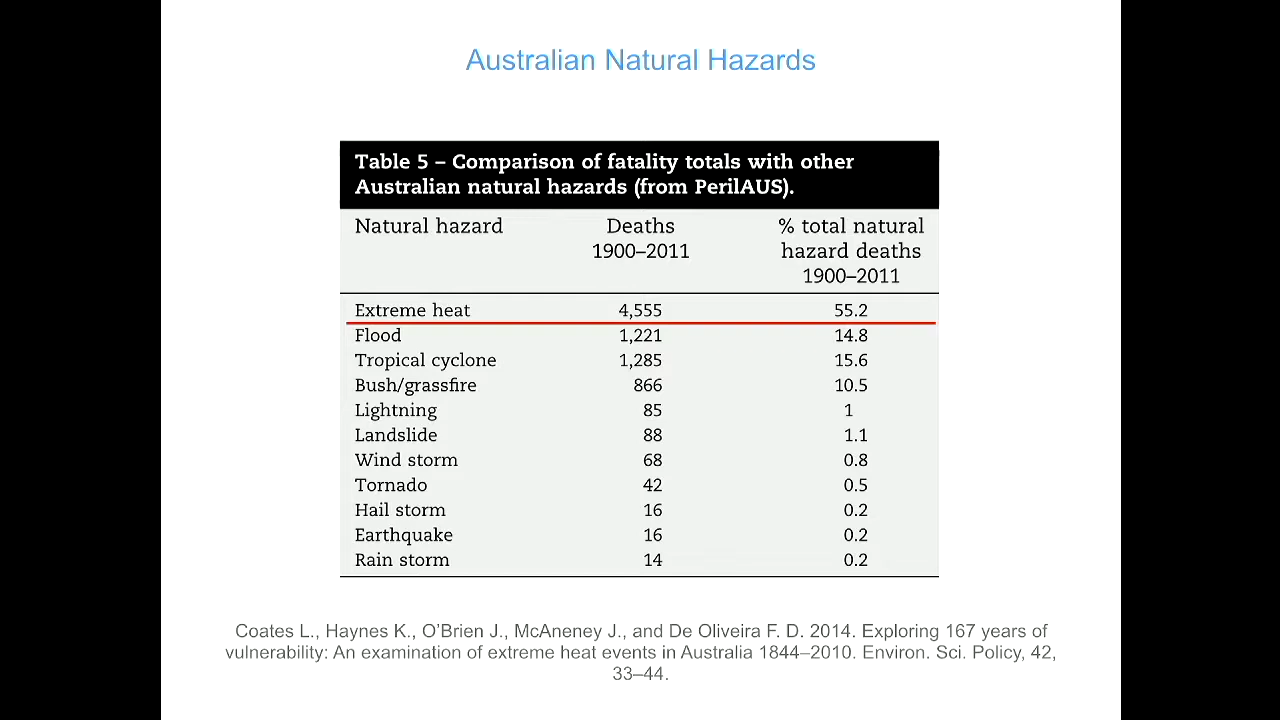 Australian Natural Hazards
Table 5 – Comparison of fatality totals with other
Australian natural hazards (from PerilAUS).
Natural hazard Deaths % total natural
1900–2011 hazard deaths
1900–2011
Extreme heat 4,555 55.2
Flood 1,221 14.8
Tropical cyclone 1,285 15.6
Bush/grassfire 866 10.5
Lightning 85 1
Landslide 88 1.1
Wind storm 68 0.8
Tornado 42 0.5
Hail storm 16 0.2
Earthquake 16 0.2
Rain storm 14 0.2
Coates L., Haynes K., O’Brien J., McAneney J., and De Oliveira F. D. 2014. Exploring 167 years of
vulnerability: An examination of extreme heat events in Australia 1844–2010. Environ. Sci. Policy, 42,
33–44.